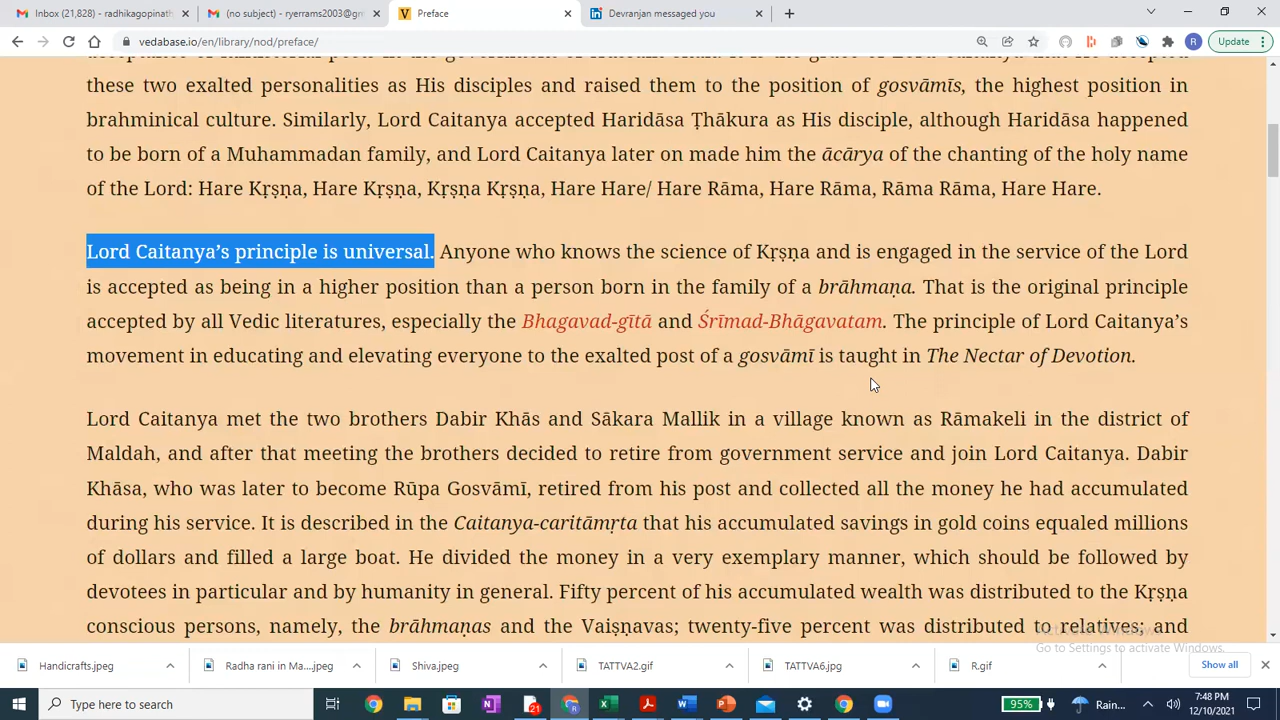 Inbox (21,828) - radhikagopinath
(no subject) - ryerrams2003@gm
Preface
Devranjan messaged you
vedabase.io/en/library/nod/preface/
R
Update
these two exalted personalities as His disciples and raised them to the position of gosvāmīs, the highest position in
brahminical culture. Similarly, Lord Caitanya accepted Haridāsa Ṭhākura as His disciple, although Haridāsa happened
to be born of a Muhammadan family, and Lord Caitanya later on made him the ācārya of the chanting of the holy name
of the Lord: Hare Kṛṣṇa, Hare Kṛṣṇa, Kṛṣṇa Kṛṣṇa, Hare Hare/ Hare Rāma, Hare Rāma, Rāma Rāma, Hare Hare.
Lord Caitanya’s principle is universal. Anyone who knows the science of Kṛṣṇa and is engaged in the service of the Lord
is accepted as being in a higher position than a person born in the family of a brāhmaṇa. That is the original principle
accepted by all Vedic literatures, especially the Bhagavad-gītā and Śrīmad-Bhāgavatam. The principle of Lord Caitanya’s
movement in educating and elevating everyone to the exalted post of a gosvāmī is taught in The Nectar of Devotion.
Lord Caitanya met the two brothers Dabir Khās and Sākara Mallik in a village known as Rāmakeli in the district of
Maldah, and after that meeting the brothers decided to retire from government service and join Lord Caitanya. Dabir
Khāsa, who was later to become Rūpa Gosvāmī, retired from his post and collected all the money he had accumulated
during his service. It is described in the Caitanya-caritāmṛta that his accumulated savings in gold coins equaled millions
of dollars and filled a large boat. He divided the money in a very exemplary manner, which should be followed by
devotees in particular and by humanity in general. Fifty percent of his accumulated wealth was distributed to the Kṛṣṇa
conscious persons, namely, the brāhmaṇas and the Vaiṣṇavas; twenty-five percent was distributed to relatives; and
Activate Windows
Go to Settings to activate Windows.
Handicrafts.jpeg
Radha rani in Ma....jpeg
Shiva.jpeg
TATTVA2.gif
TATTVA6.jpg
R.gif
Show all
Type here to search
21
95%
Rain...
7:48 PM
12/10/2021